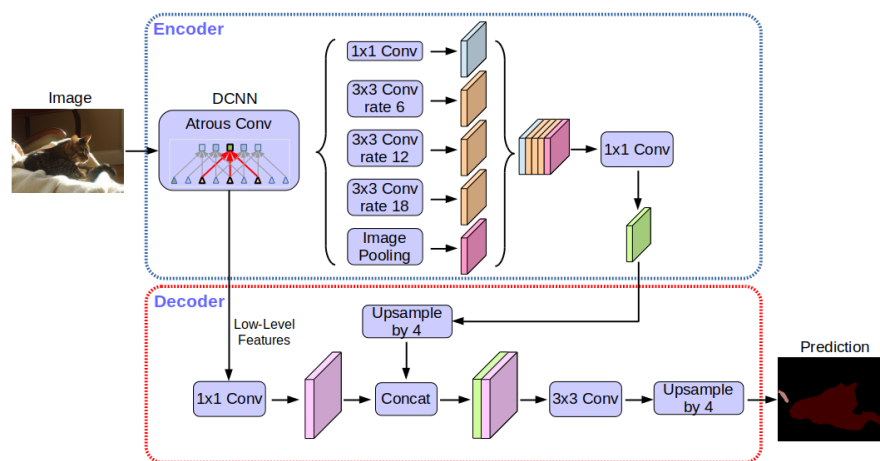 Encoder
Image
DCNN
Atrous Conv
1x1 Conv
3x3 Conv
rate 6
3x3 Conv
rate 12
3x3 Conv
rate 18
Image
Pooling
1x1 Conv
Decoder
Low-Level
Features
Upsample
by 4
1x1 Conv
Concat
3x3 Conv
Upsample
by 4
Prediction